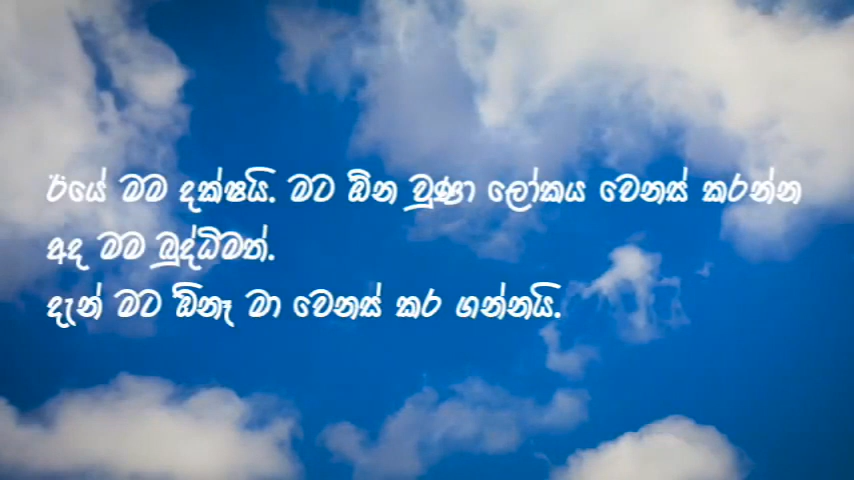 ඊයේ මම දක්ෂයි. මට ඕන වුණා ලෝකය වෙනස් කරන්න
අද මම බුද්ධිමත්.
දැන් මට ඕනෑ මා වෙනස් කර ගන්නයි.